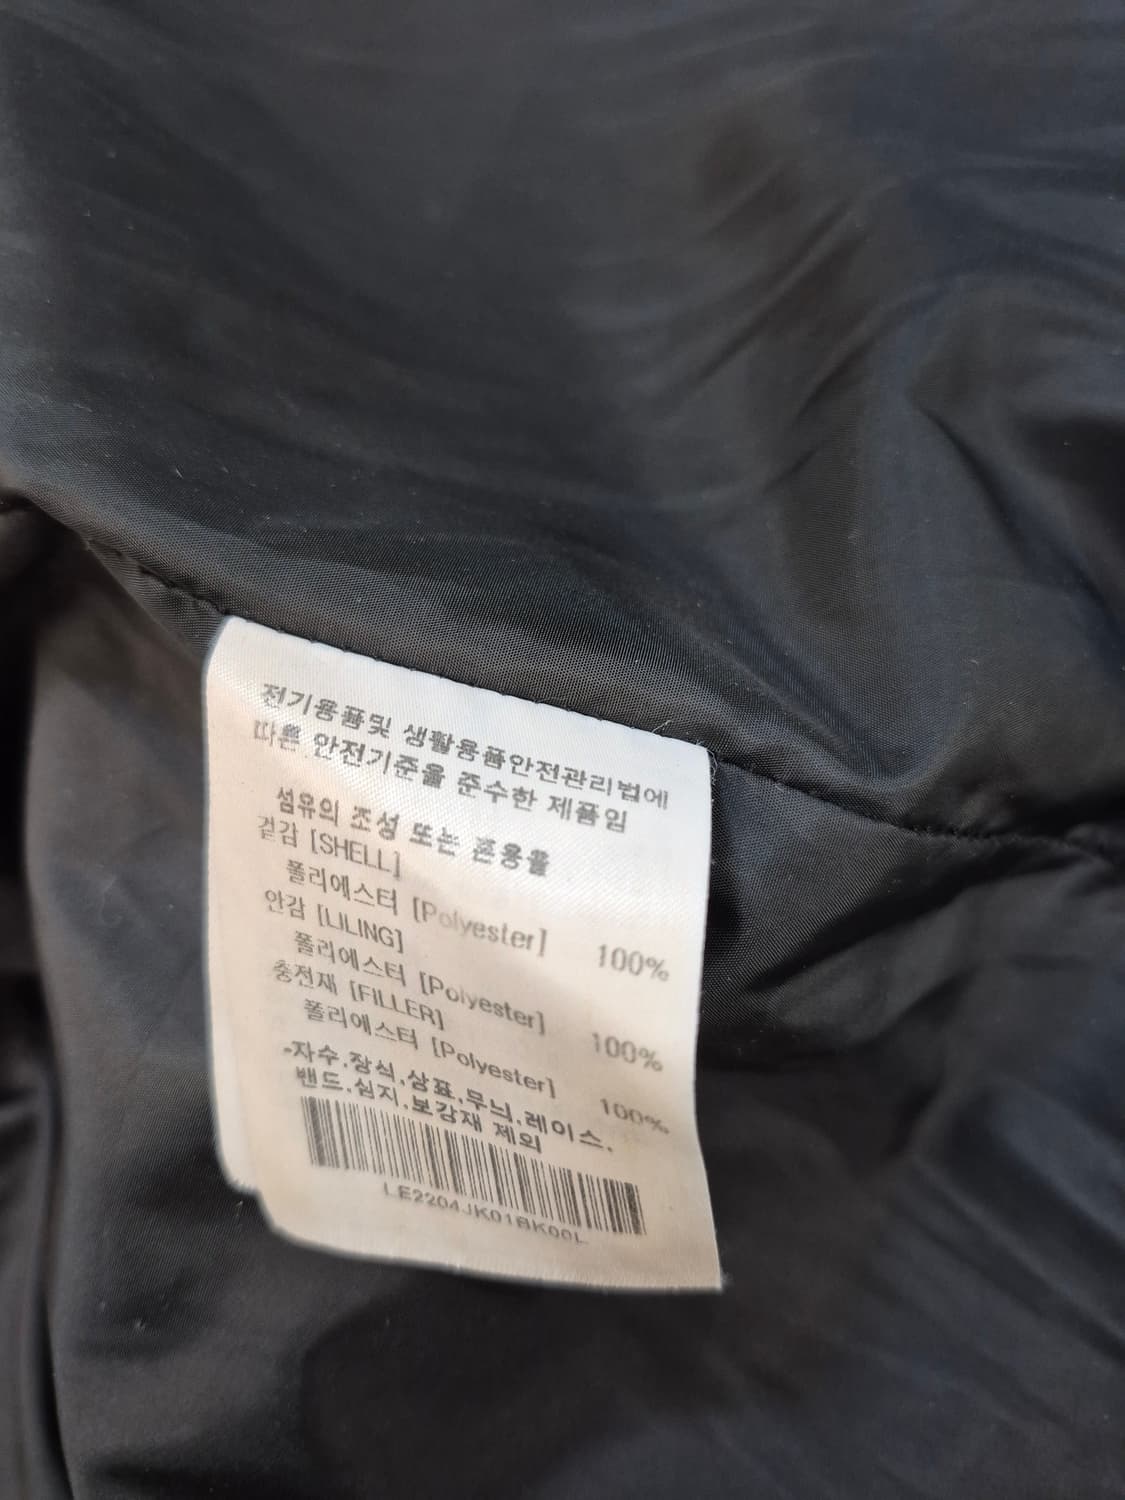 전기용품및 생활용품안전관리법에
따른 안전기준을 준수한 제품임
섬유의 조성 또는 혼용율
겉감 [SHELL]
폴리에스터 [Polyester] 100%
안감 [LILING]
폴리에스터 [Polyester] 100%
충전재 [FILLER]
폴리에스터 [Polyester] 100%
-자수.장식.상표.무늬.레이스.
밴드.심지.보강재 제외
LE2204JK01BK00L